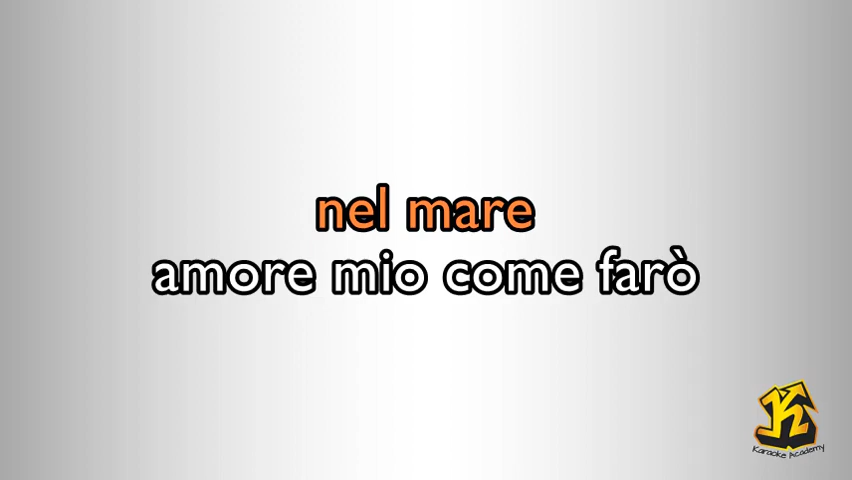 nel mare
amore mio come farò
K
Karaoke Academy